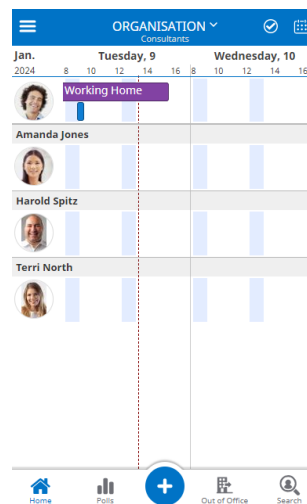 ORGANISATION
Consultants
Jan. Tuesday, 9 Wednesday, 10
2024 8 10 12 14 16 8 10 12 14 16
Working Home
Amanda Jones
Harold Spitz
Terri North
Home Polls Out of Office Search